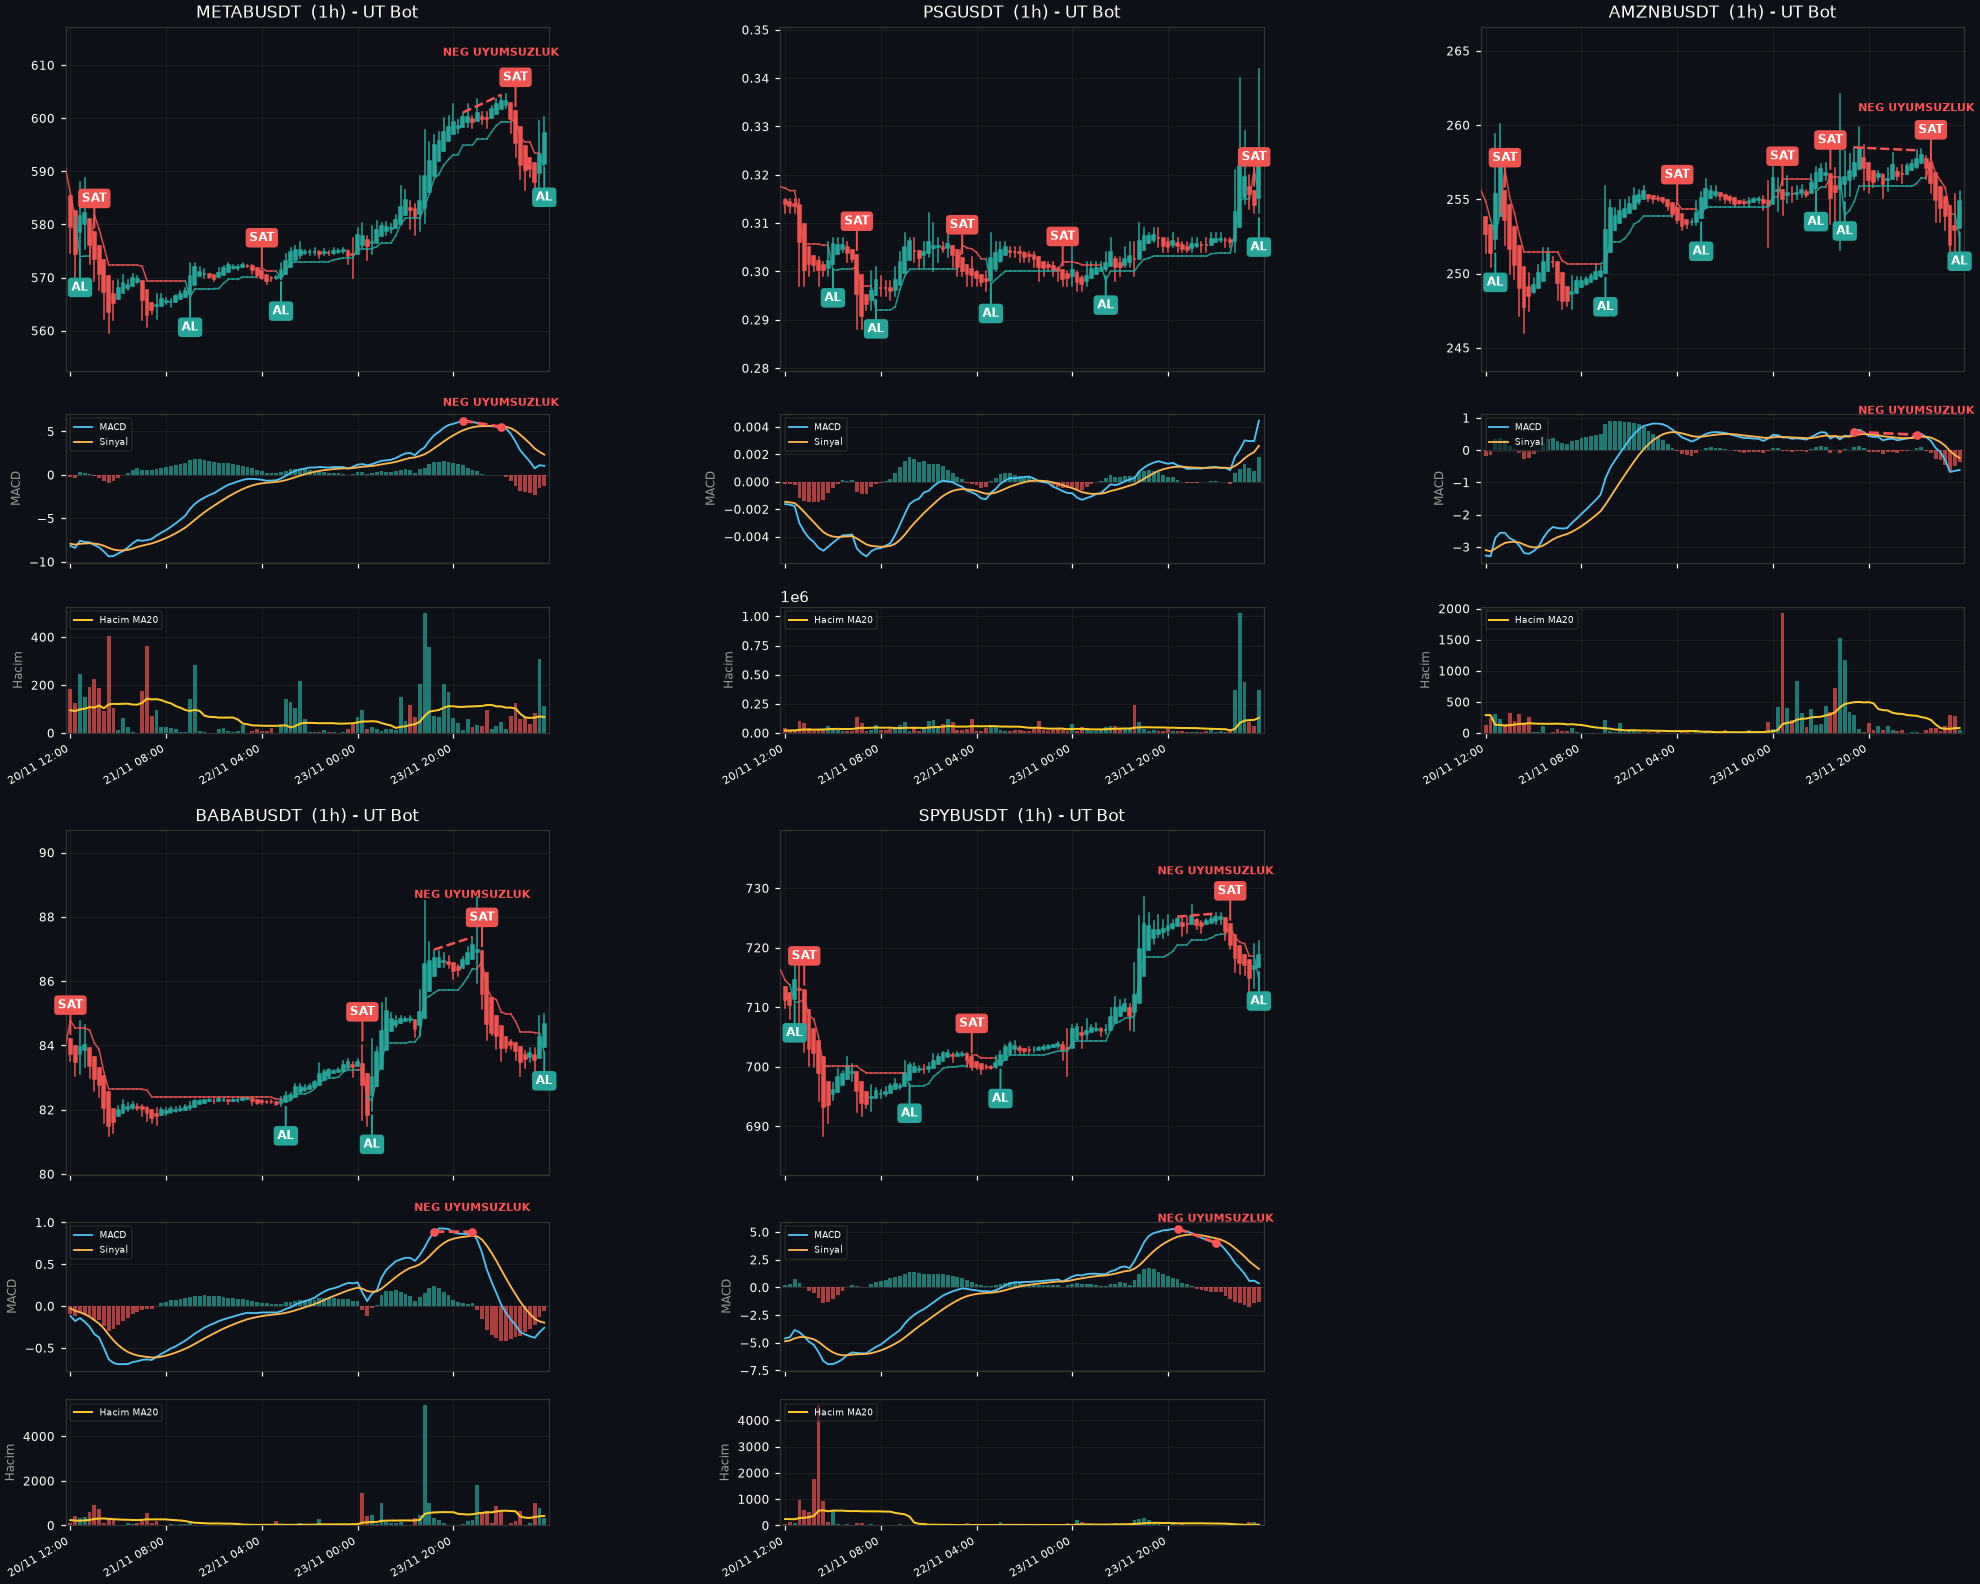 METABUSDT (1h) - UT Bot
NEG UYUMSUZLUK
SAT
SAT
SAT
AL
AL
AL
AL
610
600
590
580
570
560
NEG UYUMSUZLUK
MACD
Sinyal
MACD
5
0
−5
−10
Hacim MA20
Hacim
400
200
0
20/11 12:00
21/11 08:00
22/11 04:00
23/11 00:00
23/11 20:00
PSGUSDT (1h) - UT Bot
0.35
0.34
0.33
0.32
0.31
0.30
0.29
0.28
SAT
SAT
SAT
SAT
AL
AL
AL
AL
AL
MACD
Sinyal
MACD
0.004
0.002
0.000
−0.002
−0.004
1e6
Hacim MA20
Hacim
1.00
0.75
0.50
0.25
0.00
20/11 12:00
21/11 08:00
22/11 04:00
23/11 00:00
23/11 20:00
AMZNBUSDT (1h) - UT Bot
265
260
255
250
245
NEG UYUMSUZLUK
SAT
SAT
SAT
SAT
SAT
AL
AL
AL
AL
AL
AL
NEG UYUMSUZLUK
MACD
Sinyal
MACD
1
0
−1
−2
−3
Hacim MA20
Hacim
2000
1500
1000
500
0
20/11 12:00
21/11 08:00
22/11 04:00
23/11 00:00
23/11 20:00
BABABUSDT (1h) - UT Bot
90
88
86
84
82
80
NEG UYUMSUZLUK
SAT
SAT
SAT
AL
AL
AL
NEG UYUMSUZLUK
MACD
Sinyal
MACD
1.0
0.5
0.0
−0.5
Hacim MA20
Hacim
4000
2000
0
20/11 12:00
21/11 08:00
22/11 04:00
23/11 00:00
23/11 20:00
SPYBUSDT (1h) - UT Bot
730
720
710
700
690
NEG UYUMSUZLUK
SAT
SAT
SAT
AL
AL
AL
AL
NEG UYUMSUZLUK
MACD
Sinyal
MACD
5.0
2.5
0.0
−2.5
−5.0
−7.5
Hacim MA20
Hacim
4000
3000
2000
1000
0
20/11 12:00
21/11 08:00
22/11 04:00
23/11 00:00
23/11 20:00